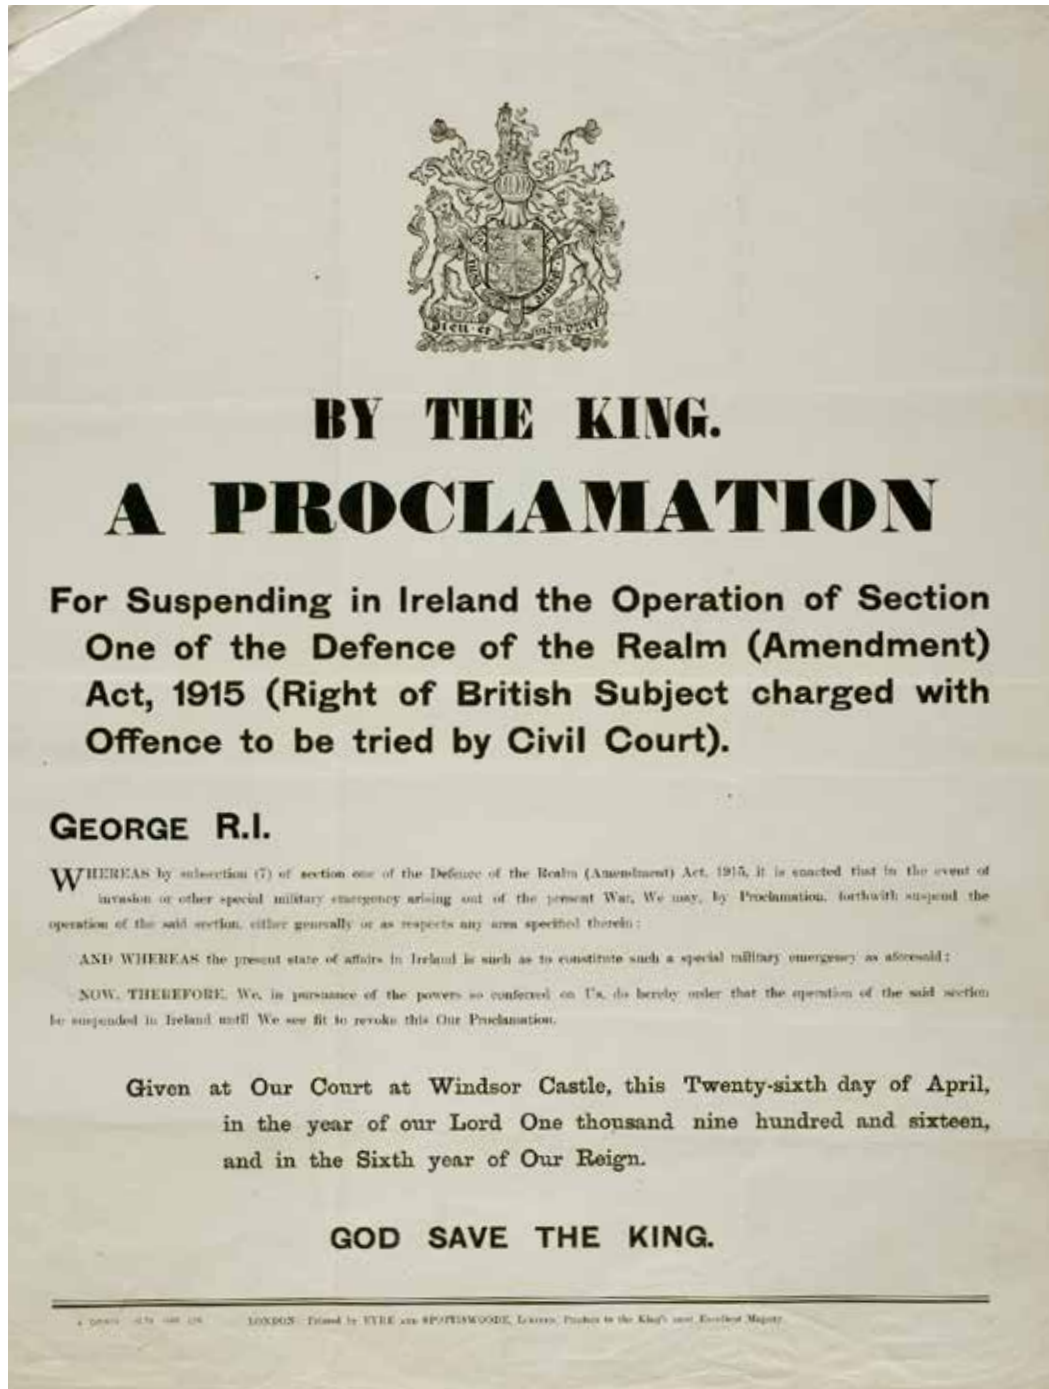 DIEU ET MON DROIT
BY THE KING.
A PROCLAMATION
For Suspending in Ireland the Operation of Section
One of the Defence of the Realm (Amendment)
Act, 1915 (Right of British Subject charged with
Offence to be tried by Civil Court).
GEORGE R.I.
WHEREAS by subsection (7) of section one of the Defence of the Realm (Amendment) Act, 1915, it is enacted that in the event of
invasion or other special military emergency arising out of the present War, We may, by Proclamation, forthwith suspend the
operation of the said section, either generally or as respects any area specified therein:
AND WHEREAS the present state of affairs in Ireland is such as to constitute such a special military emergency as aforesaid:
NOW, THEREFORE, We, in pursuance of the powers so conferred on Us, do hereby order that the operation of the said section
be suspended in Ireland until We see fit to revoke this Our Proclamation.
Given at Our Court at Windsor Castle, this Twenty-sixth day of April,
in the year of our Lord One thousand nine hundred and sixteen,
and in the Sixth year of Our Reign.
GOD SAVE THE KING.
LONDON: Printed by EYRE AND SPOTTISWOODE, LIMITED, Printers to the King's most Excellent Majesty.